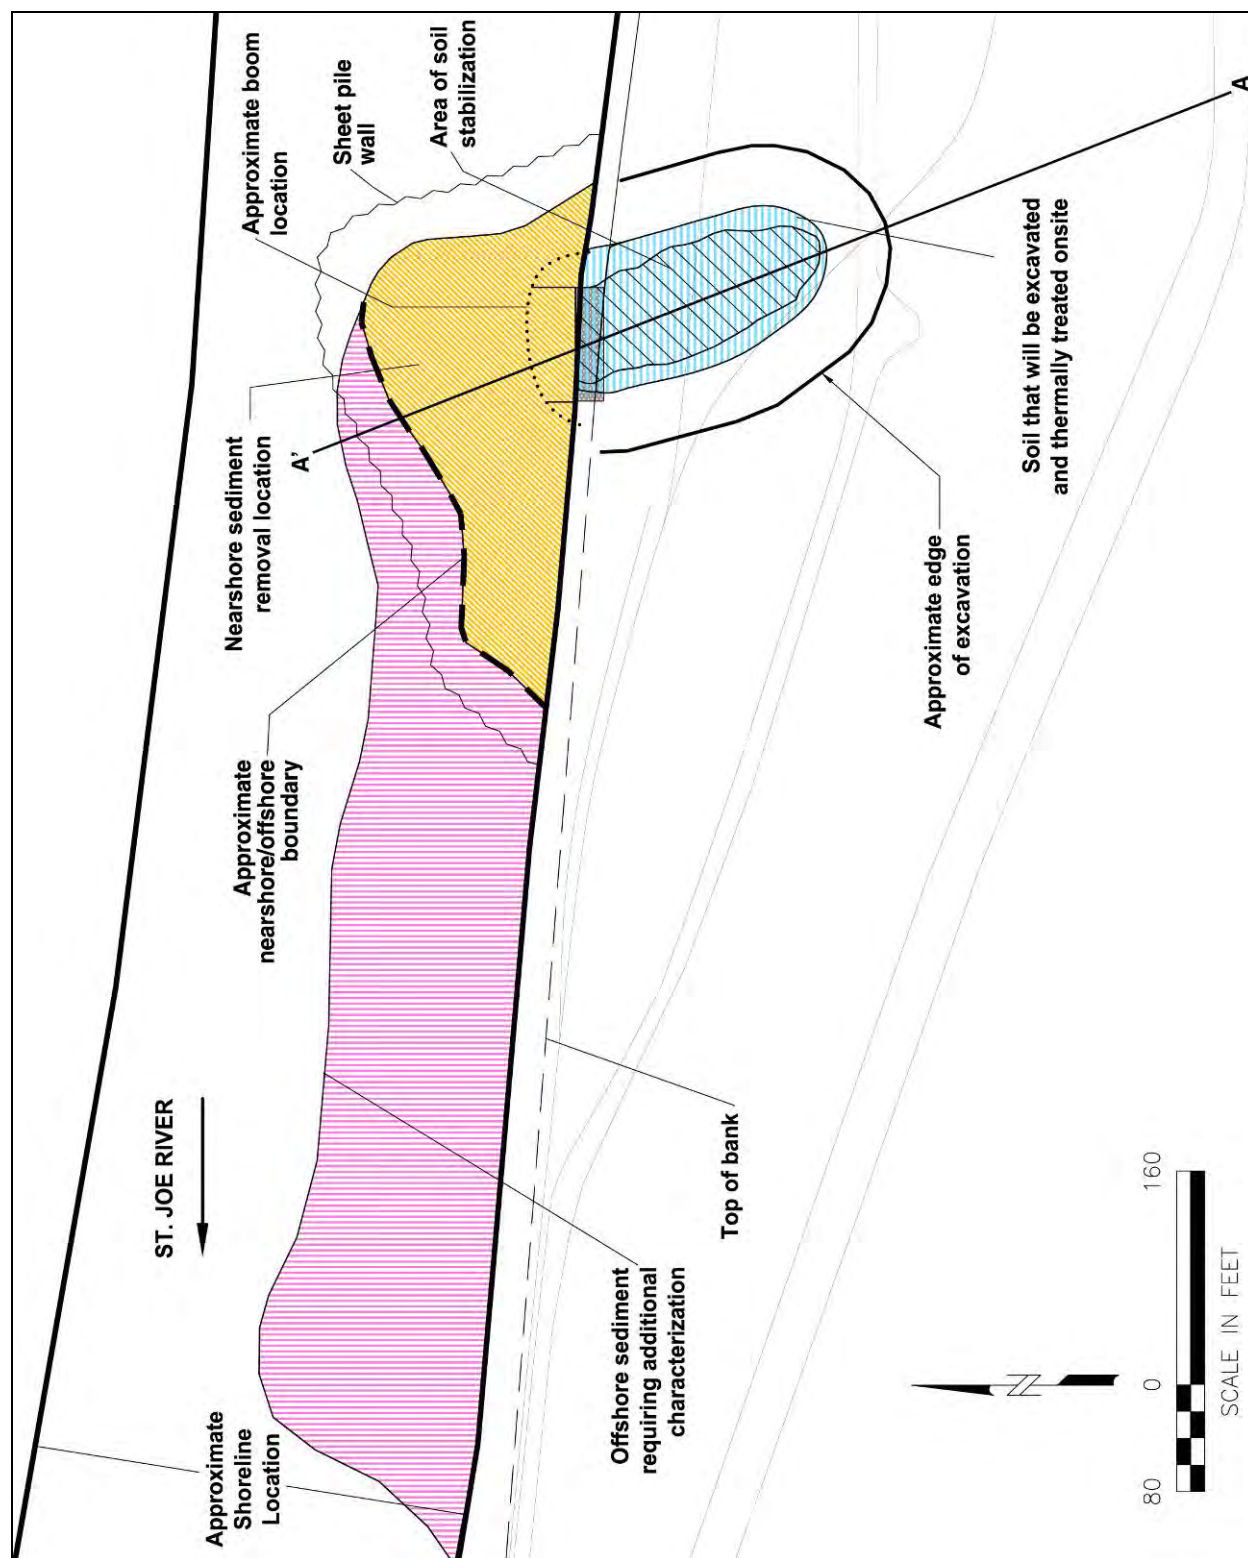 ST. JOE RIVER
Approximate
Shoreline
Location
Offshore sediment
requiring additional
characterization
Top of bank
Approximate
nearshore/offshore
boundary
Nearshore sediment
removal location
A'
Approximate boom
location
Sheet pile
wall
Area of soil
stabilization
A
Soil that will be excavated
and thermally treated onsite
Approximate edge
of excavation
N
80
0
160
SCALE IN FEET